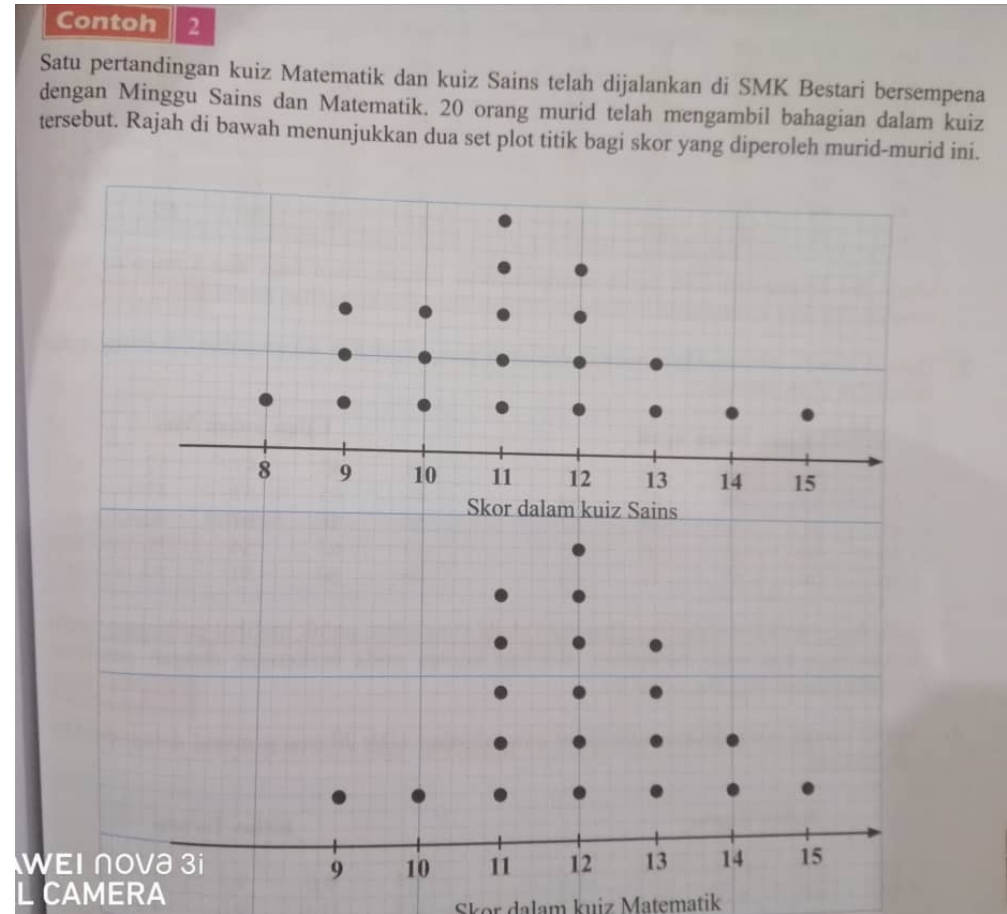 Contoh 2
Satu pertandingan kuiz Matematik dan kuiz Sains telah dijalankan di SMK Bestari bersempena
dengan Minggu Sains dan Matematik. 20 orang murid telah mengambil bahagian dalam kuiz
tersebut. Rajah di bawah menunjukkan dua set plot titik bagi skor yang diperoleh murid-murid ini.
8 9 10 11 12 13 14 15
Skor dalam kuiz Sains
9 10 11 12 13 14 15
Skor dalam kuiz Matematik
AWEI nova 3i
L CAMERA